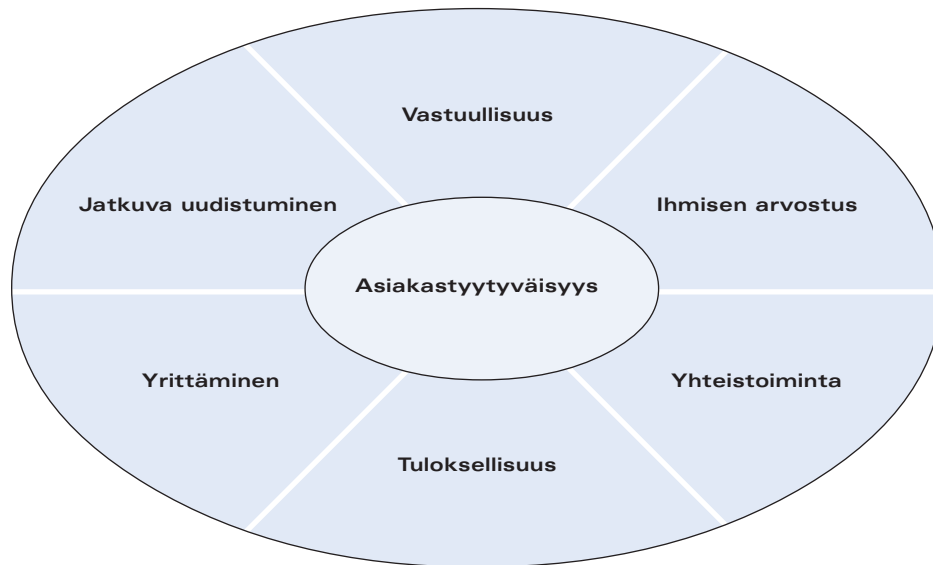 Vastuullisuus
Jatkuva uudistuminen
Ihmisen arvostus
Asiakastyytyväisyys
Yrittäminen
Yhteistoiminta
Tuloksellisuus